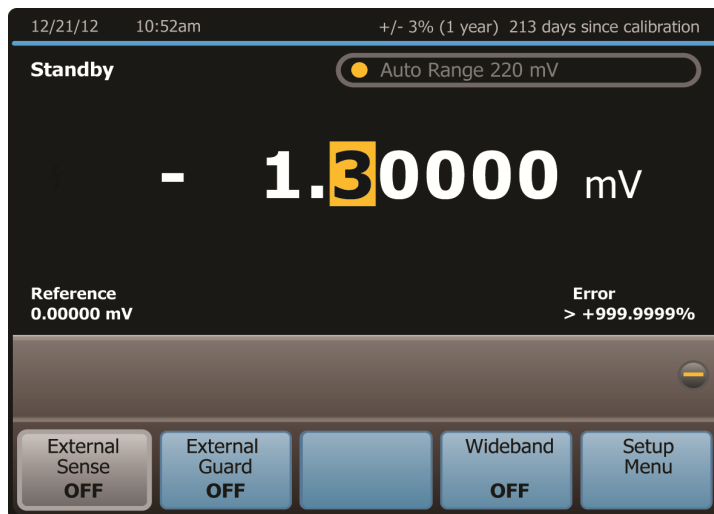 12/21/12 10:52am +/- 3% (1 year) 213 days since calibration
Standby Auto Range 220 mV
- 1.30000 mV
Reference Error
0.00000 mV > +999.9999%
External Sense OFF
External Guard OFF
Wideband OFF
Setup Menu